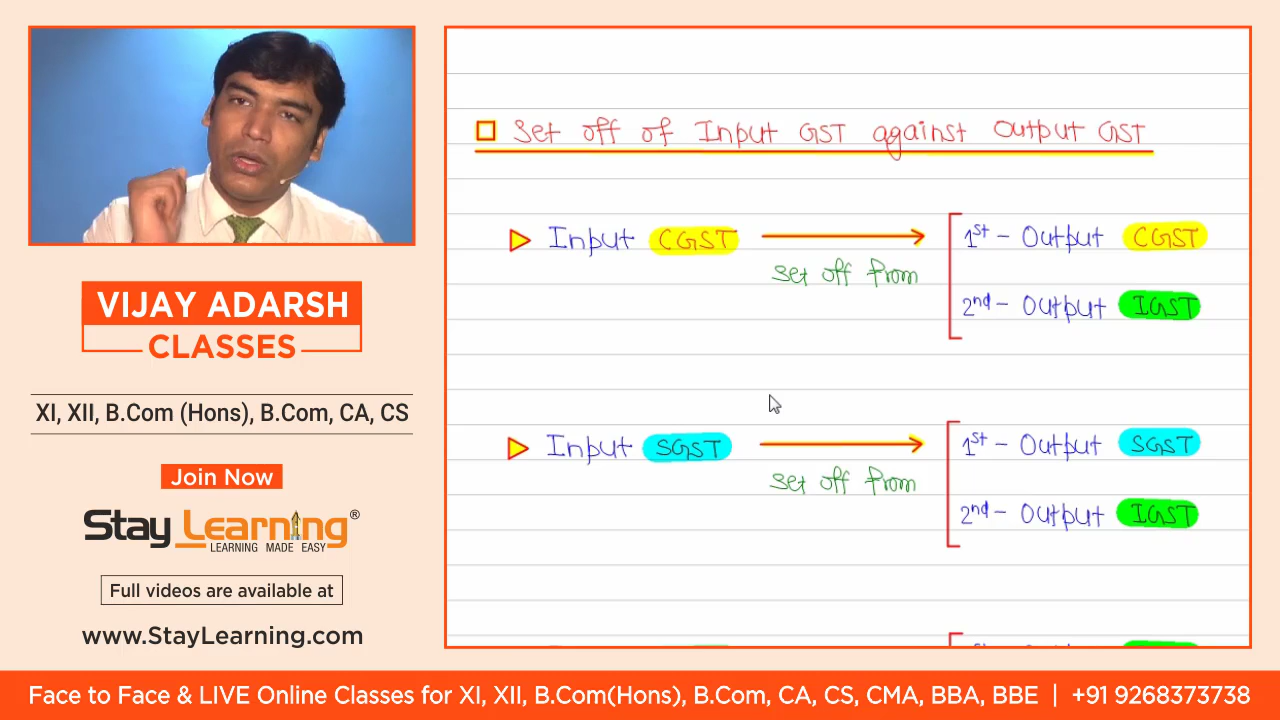 VIJAY ADARSH
CLASSES
XI, XII, B.Com (Hons), B.Com, CA, CS
Join Now
Stay Learning®
LEARNING MADE EASY
Full videos are available at
www.StayLearning.com
Set off of Input GST against Output GST
Input CGST
set off from
1st - Output CGST
2nd - Output IGST
Input SGST
set off from
1st - Output SGST
2nd - Output IGST
Face to Face & LIVE Online Classes for XI, XII, B.Com(Hons), B.Com, CA, CS, CMA, BBA, BBE | +91 9268373738